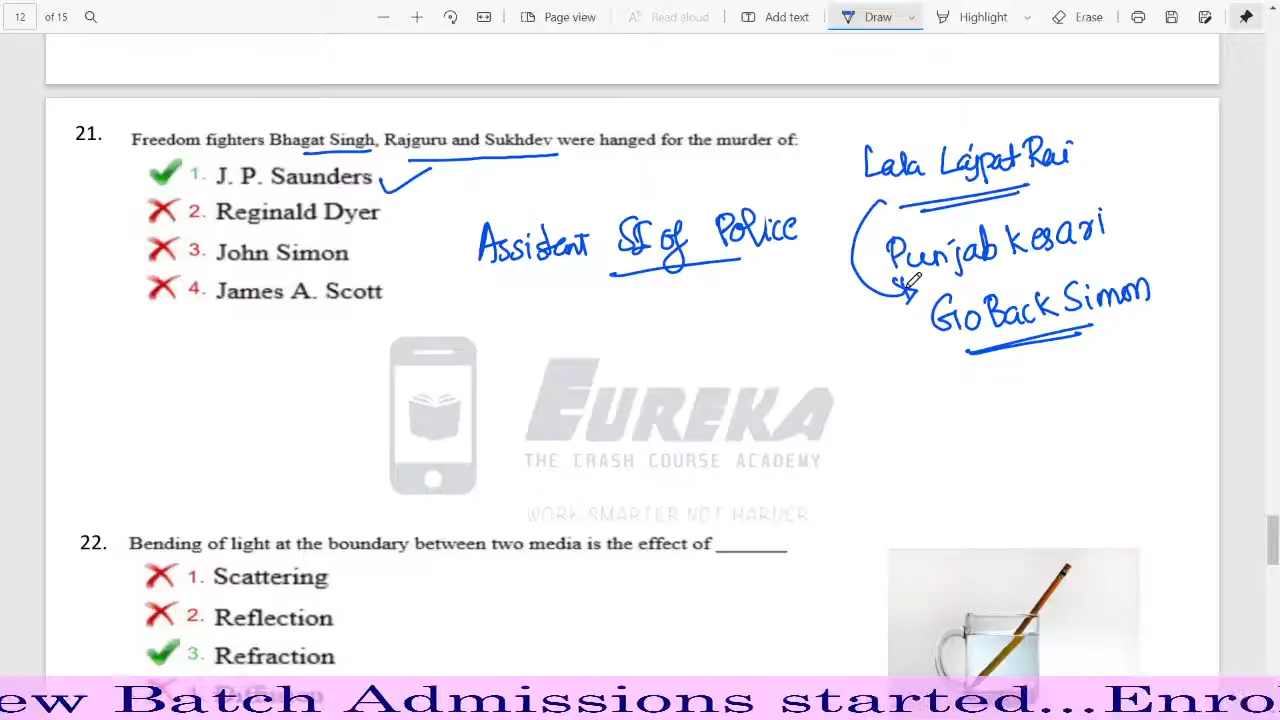 12 of 15 Page view Read aloud Add text Draw Highlight Erase
21. Freedom fighters Bhagat Singh, Rajguru and Sukhdev were hanged for the murder of:
1. J. P. Saunders
2. Reginald Dyer
3. John Simon
4. James A. Scott
Assistent SI of Police
Lala Lajpat Rai
Punjab Kesari
Go Back Simon
EUREKA
THE CRASH COURSE ACADEMY
WORK SMARTER NOT HARDER
22. Bending of light at the boundary between two media is the effect of _______
1. Scattering
2. Reflection
3. Refraction
ew Batch Admissions started...Enrol